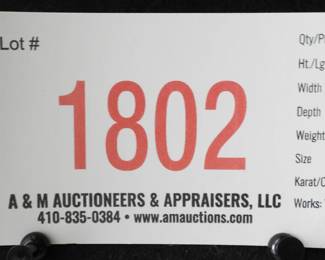 Lot #
1802
A & M AUCTIONEERS & APPRAISERS, LLC
410-835-0384 • www.amauctions.com
Qty/P
Ht./Lg
Width
Depth
Weight
Size
Karat/C
Works: